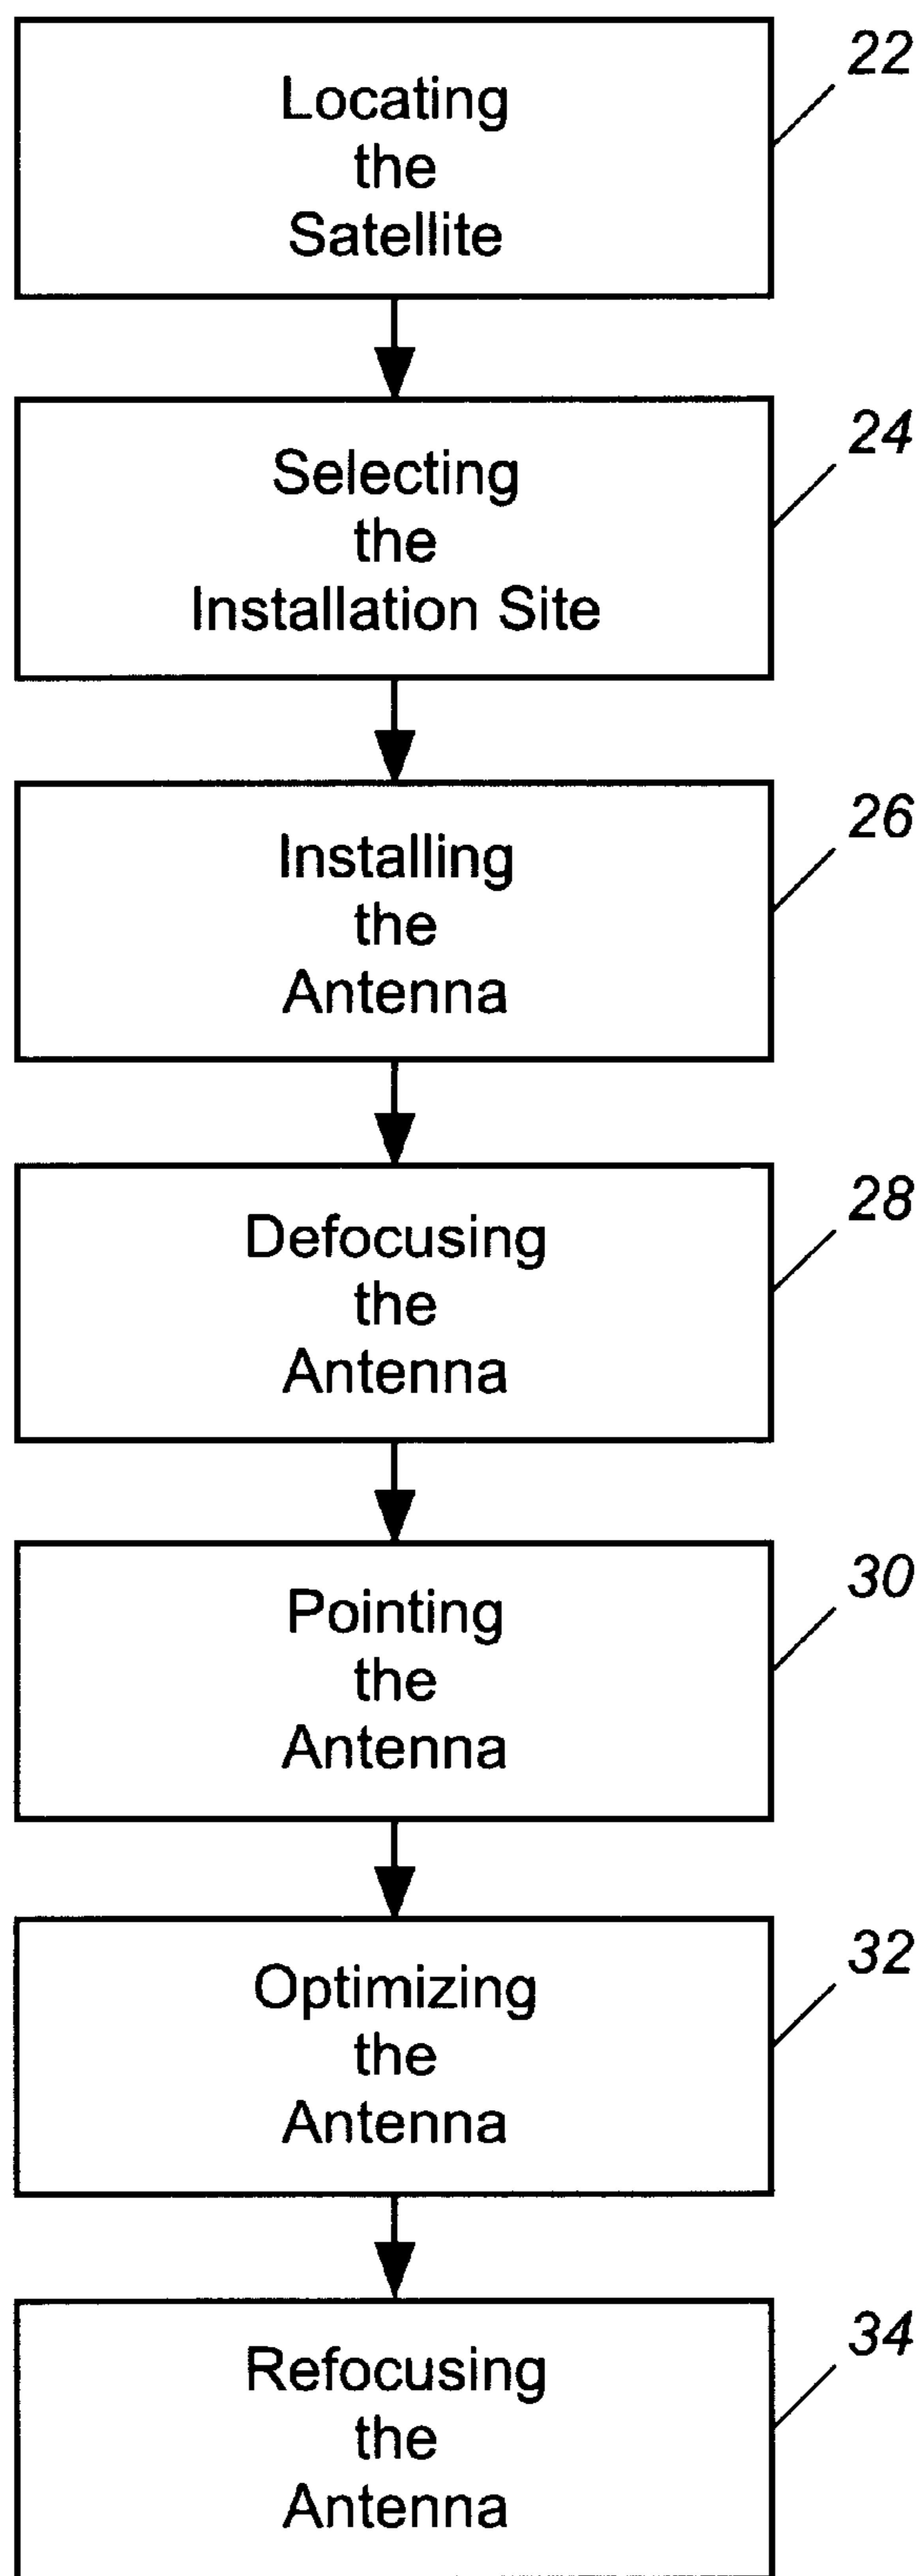 22
Locating
the
Satellite
24
Selecting
the
Installation Site
26
Installing
the
Antenna
28
Defocusing
the
Antenna
30
Pointing
the
Antenna
32
Optimizing
the
Antenna
34
Refocusing
the
Antenna